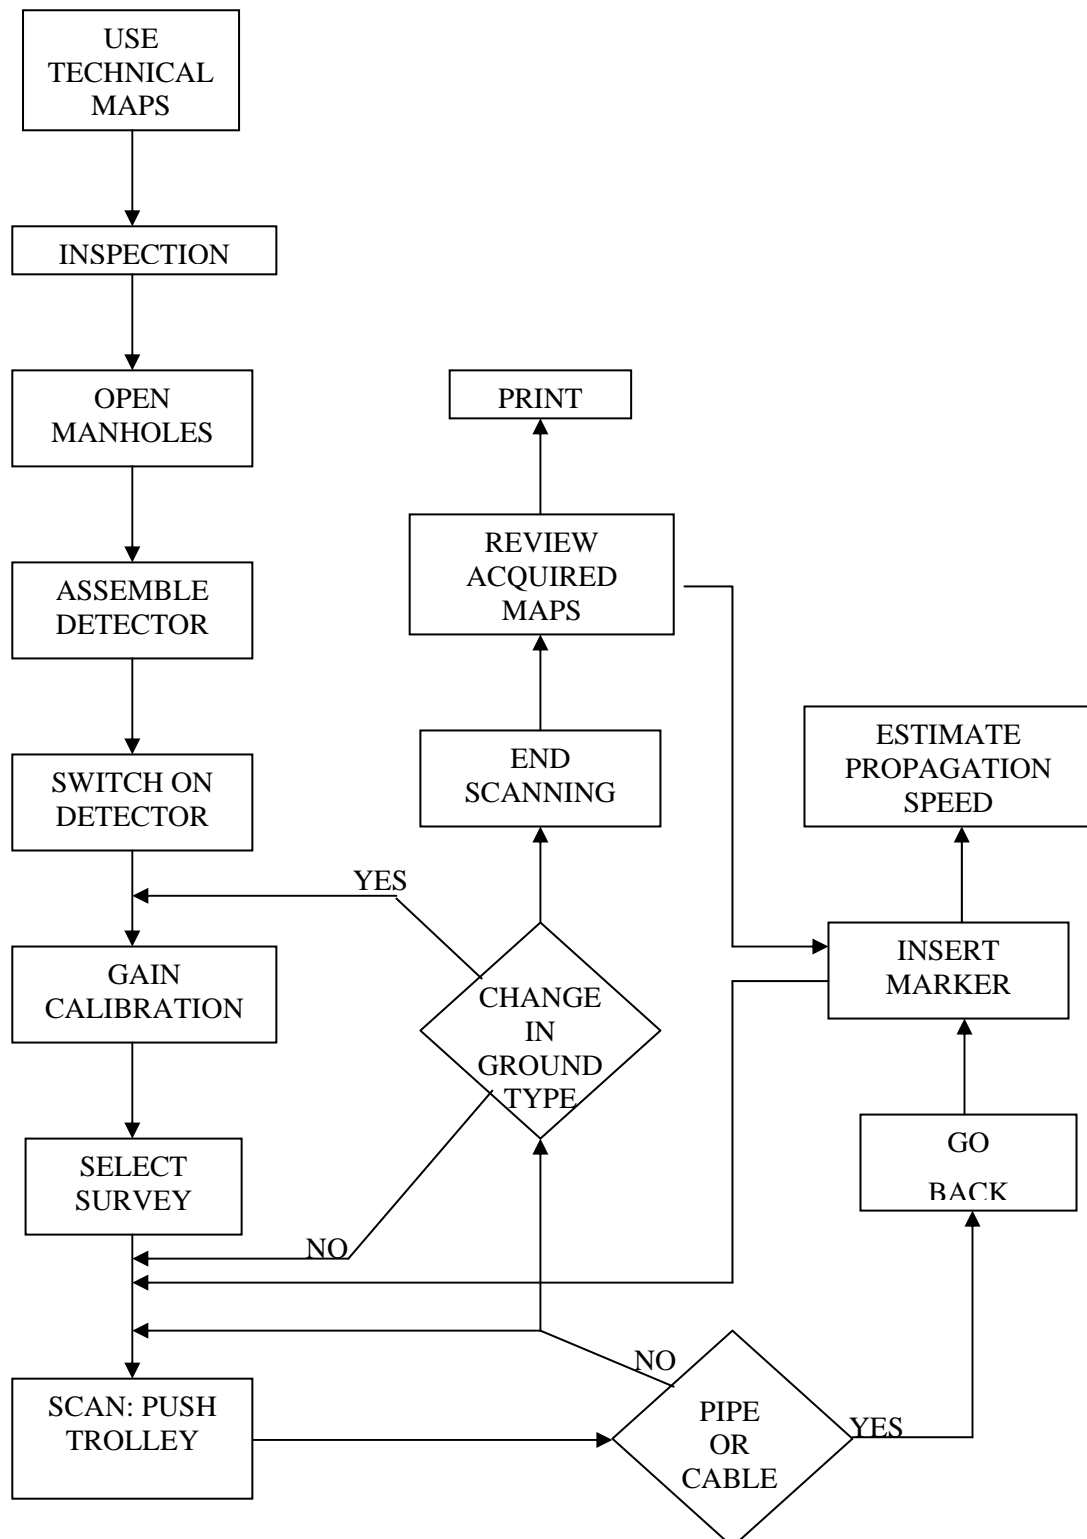 USE
TECHNICAL
MAPS
INSPECTION
OPEN
MANHOLES
ASSEMBLE
DETECTOR
SWITCH ON
DETECTOR
GAIN
CALIBRATION
SELECT
SURVEY
SCAN: PUSH
TROLLEY
PRINT
REVIEW
ACQUIRED
MAPS
END
SCANNING
YES
CHANGE
IN
GROUND
TYPE
NO
NO
PIPE
OR
CABLE
YES
ESTIMATE
PROPAGATION
SPEED
INSERT
MARKER
GO
BACK